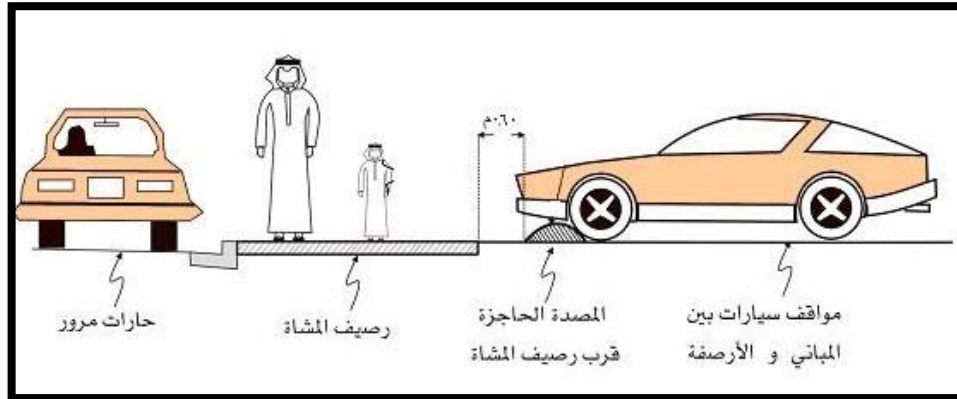 ٠.٦٠م
حارات مرور
رصيف المشاة
المصدة الحاجزة
قرب رصيف المشاة
مواقف سيارات بين
المباني و الأرصفة